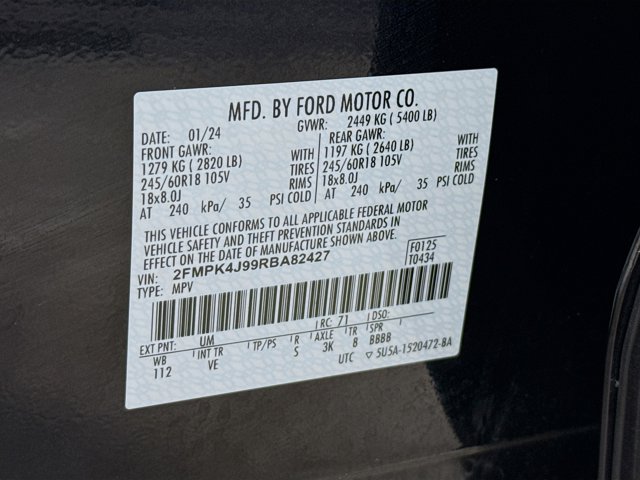 MFD. BY FORD MOTOR CO.
DATE: 01/24 GVWR: 2449 KG ( 5400 LB)
FRONT GAWR: REAR GAWR:
1279 KG ( 2820 LB) WITH 1197 KG ( 2640 LB) WITH
245/60R18 105V TIRES 245/60R18 105V TIRES
18x8.0J RIMS 18x8.0J RIMS
AT 240 kPa/ 35 PSI COLD AT 240 kPa/ 35 PSI COLD
THIS VEHICLE CONFORMS TO ALL APPLICABLE FEDERAL MOTOR
VEHICLE SAFETY AND THEFT PREVENTION STANDARDS IN
EFFECT ON THE DATE OF MANUFACTURE SHOWN ABOVE.
VIN: 2FMPK4J99RBA82427 F0125
TYPE: MPV T0434
EXT PNT: UM RC: 71 DSO:
WB INT TR TP/PS R AXLE TR SPR
112 VE S 3K 8 BBBB
UTC ▽ 5U5A-1520472-BA